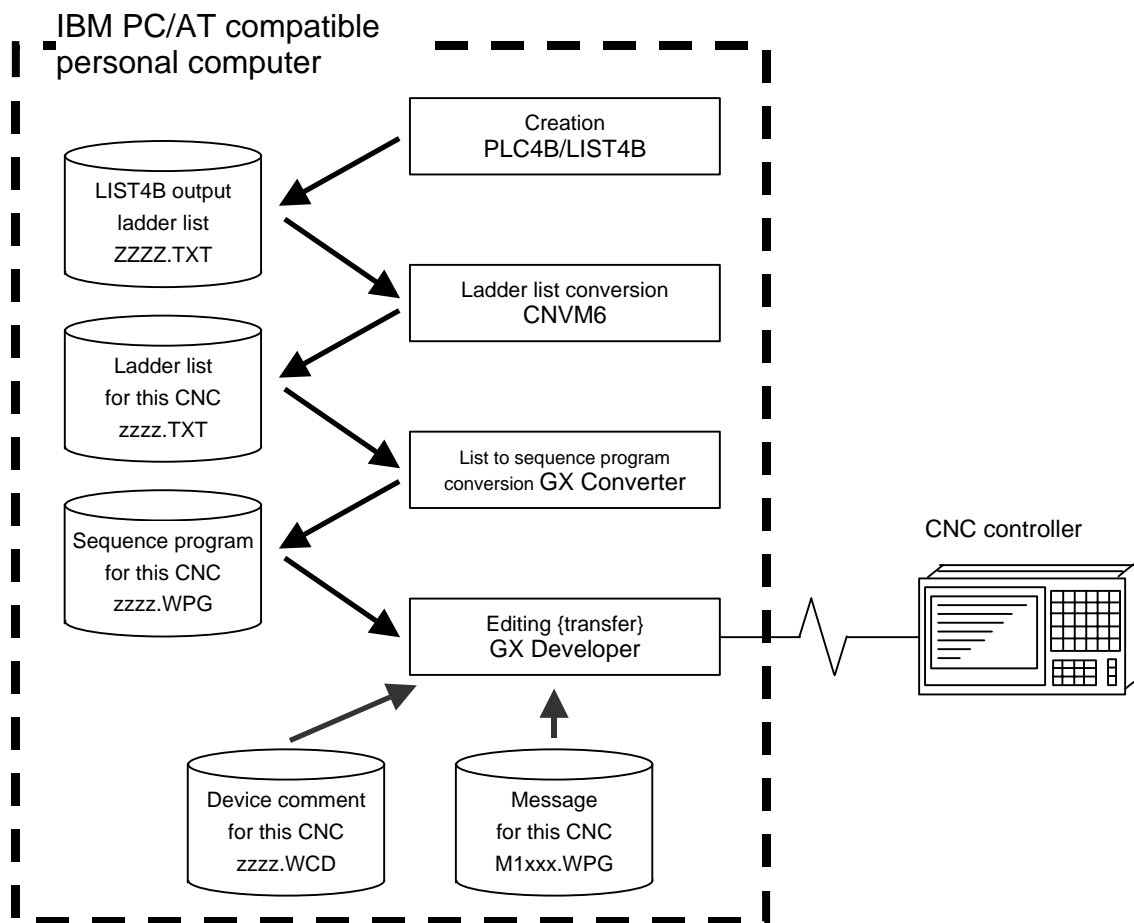 IBM PC/AT compatible
personal computer
Creation
PLC4B/LIST4B
LIST4B output
ladder list
ZZZZ.TXT
Ladder list conversion
CNVM6
Ladder list
for this CNC
zzzz.TXT
List to sequence program
conversion GX Converter
Sequence program
for this CNC
zzzz.WPG
CNC controller
Editing {transfer}
GX Developer
Device comment
for this CNC
zzzz.WCD
Message
for this CNC
M1xxx.WPG